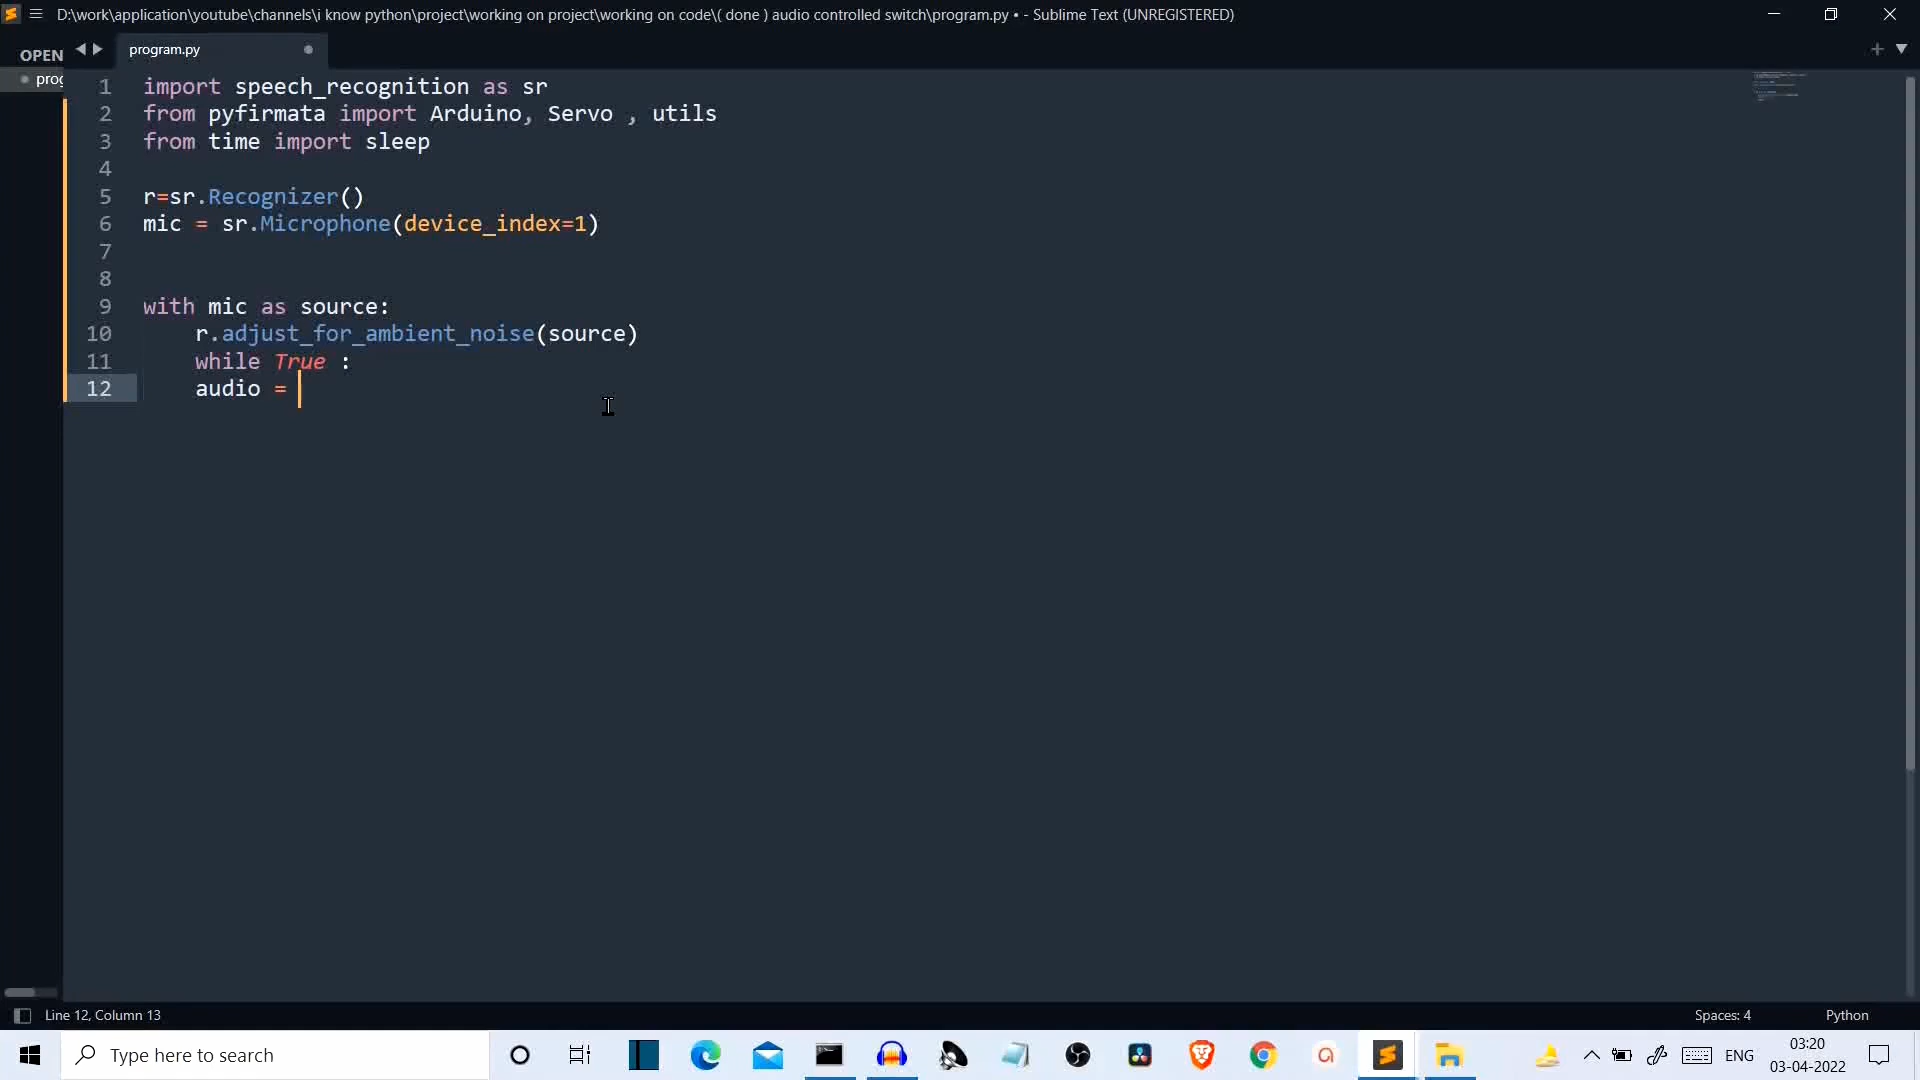 D:\work\application\youtube\channels\i know python\project\working on project\working on code\( done ) audio controlled switch\program.py • - Sublime Text (UNREGISTERED)
OPEN
program.py
prog
1 import speech_recognition as sr
2 from pyfirmata import Arduino, Servo , utils
3 from time import sleep
4
5 r=sr.Recognizer()
6 mic = sr.Microphone(device_index=1)
7
8
9 with mic as source:
10 r.adjust_for_ambient_noise(source)
11 while True :
12 audio =
Line 12, Column 13
Spaces: 4
Python
Type here to search
ENG
03:20
03-04-2022